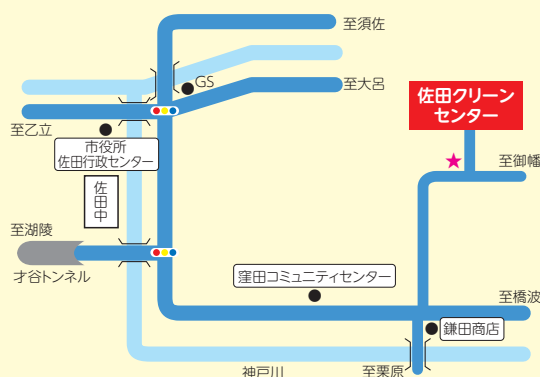 至須佐
GS
至大呂
佐田クリーン
センター
至乙立
市役所
佐田行政センター
至御幡
佐田中
至湖陵
才谷トンネル
窪田コミュニティセンター
至橋波
鎌田商店
神戸川
至栗原